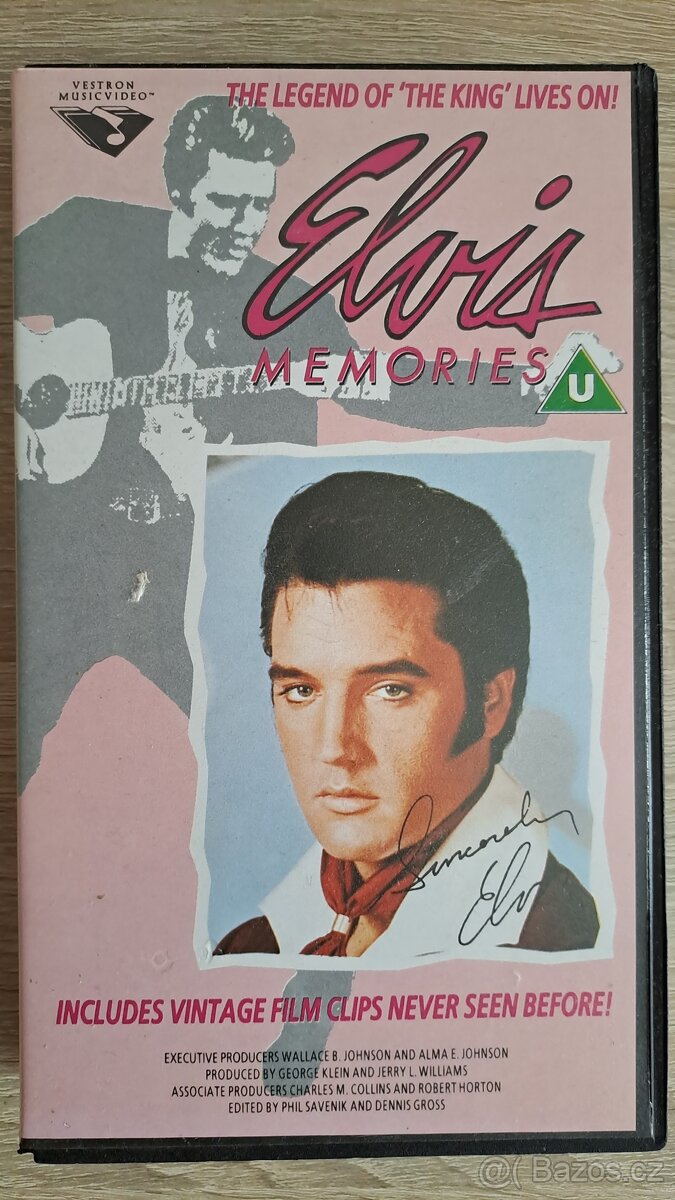 VESTRON
MUSICVIDEO™
THE LEGEND OF 'THE KING' LIVES ON!
Elvis
MEMORIES
U
Sincerely
Elvis
INCLUDES VINTAGE FILM CLIPS NEVER SEEN BEFORE!
EXECUTIVE PRODUCERS WALLACE B. JOHNSON AND ALMA E. JOHNSON
PRODUCED BY GEORGE KLEIN AND JERRY L. WILLIAMS
ASSOCIATE PRODUCERS CHARLES M. COLLINS AND ROBERT HORTON
EDITED BY PHIL SAVENIK AND DENNIS GROSS
@( Bazos.cz